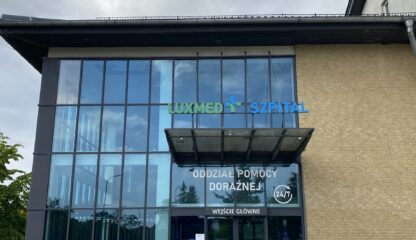 LUXMED SZPITAL
ODDZIAŁ POMOCY
DORAŹNEJ
24/7
WEJŚCIE GŁÓWNE